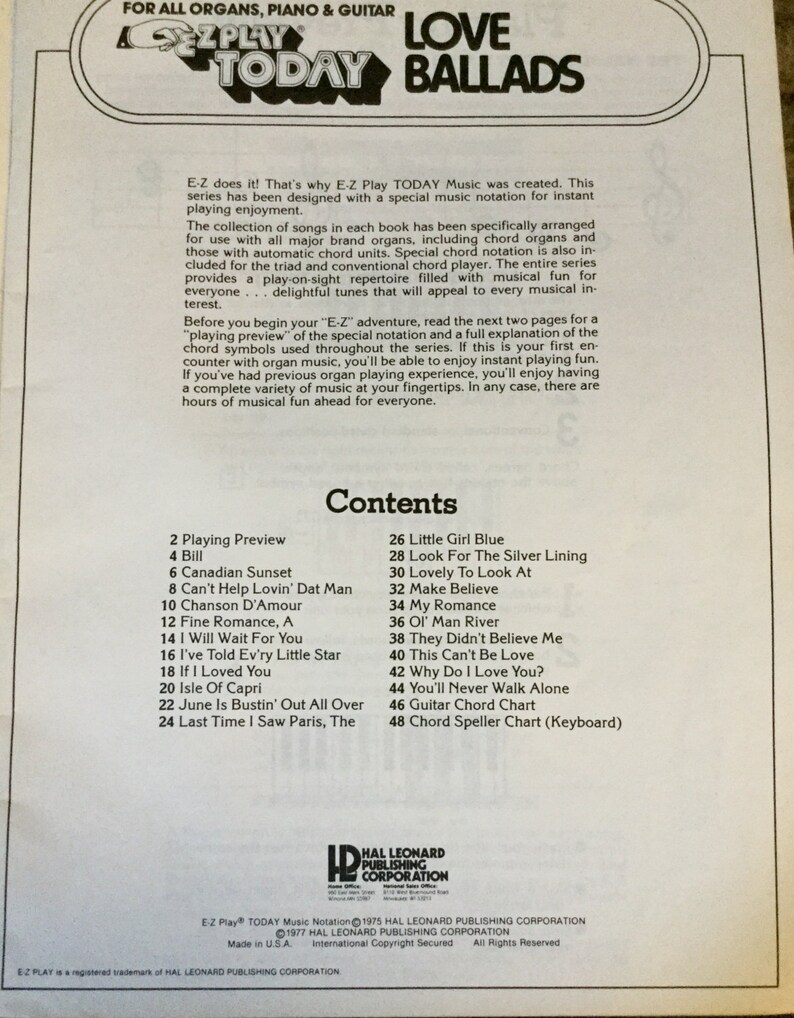 FOR ALL ORGANS, PIANO & GUITAR
E-Z PLAY®
TODAY
LOVE
BALLADS
E-Z does it! That's why E-Z Play TODAY Music was created. This
series has been designed with a special music notation for instant
playing enjoyment.
The collection of songs in each book has been specifically arranged
for use with all major brand organs, including chord organs and
those with automatic chord units. Special chord notation is also in-
cluded for the triad and conventional chord player. The entire series
provides a play-on-sight repertoire filled with musical fun for
everyone . . . delightful tunes that will appeal to every musical in-
terest.
Before you begin your "E-Z" adventure, read the next two pages for a
"playing preview" of the special notation and a full explanation of the
chord symbols used throughout the series. If this is your first en-
counter with organ music, you'll be able to enjoy instant playing fun.
If you've had previous organ playing experience, you'll enjoy having
a complete variety of music at your fingertips. In any case, there are
hours of musical fun ahead for everyone.
Contents
2 Playing Preview
4 Bill
6 Canadian Sunset
8 Can't Help Lovin' Dat Man
10 Chanson D'Amour
12 Fine Romance, A
14 I Will Wait For You
16 I've Told Ev'ry Little Star
18 If I Loved You
20 Isle Of Capri
22 June Is Bustin' Out All Over
24 Last Time I Saw Paris, The
26 Little Girl Blue
28 Look For The Silver Lining
30 Lovely To Look At
32 Make Believe
34 My Romance
36 Ol' Man River
38 They Didn't Believe Me
40 This Can't Be Love
42 Why Do I Love You?
44 You'll Never Walk Alone
46 Guitar Chord Chart
48 Chord Speller Chart (Keyboard)
HAL LEONARD
PUBLISHING
CORPORATION
Home Office:
National Sales Office:
E-Z Play® TODAY Music Notation©1975 HAL LEONARD PUBLISHING CORPORATION
©1977 HAL LEONARD PUBLISHING CORPORATION
Made in U.S.A. International Copyright Secured All Rights Reserved
E-Z PLAY is a registered trademark of HAL LEONARD PUBLISHING CORPORATION.